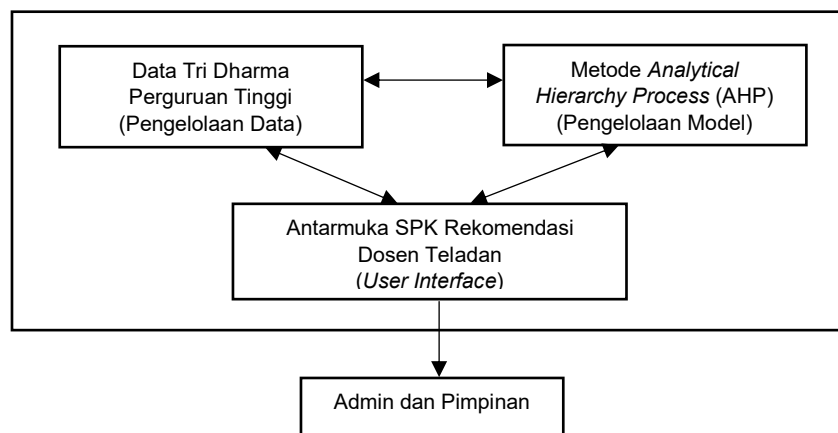 Data Tri Dharma
Perguruan Tinggi
(Pengelolaan Data)
Metode Analytical
Hierarchy Process (AHP)
(Pengelolaan Model)
Antarmuka SPK Rekomendasi
Dosen Teladan
(User Interface)
Admin dan Pimpinan